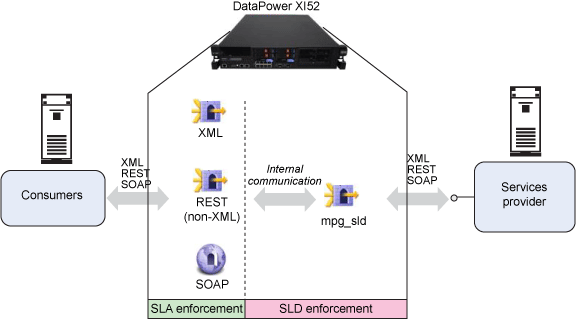 DataPower XI52
XML
REST
SOAP
Consumers
XML
REST
(non-XML)
SOAP
Internal
communication
mpg_sld
XML
REST
SOAP
Services
provider
SLA enforcement
SLD enforcement